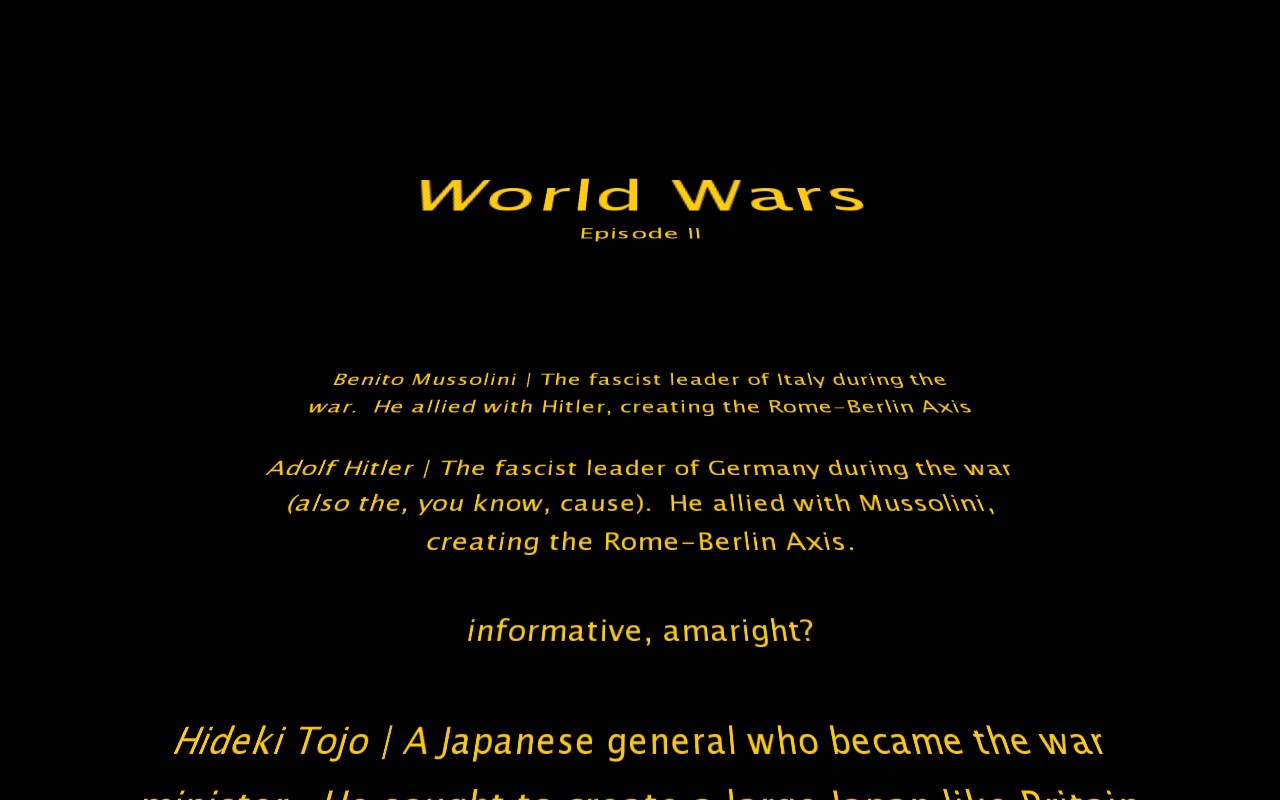 World Wars
Episode II
Benito Mussolini | The fascist leader of Italy during the
war.  He allied with Hitler, creating the Rome-Berlin Axis
Adolf Hitler | The fascist leader of Germany during the war
(also the, you know, cause).  He allied with Mussolini,
creating the Rome-Berlin Axis.
informative, amaright?
Hideki Tojo | A Japanese general who became the war
minister.  He sought to create a large Japan like Britain